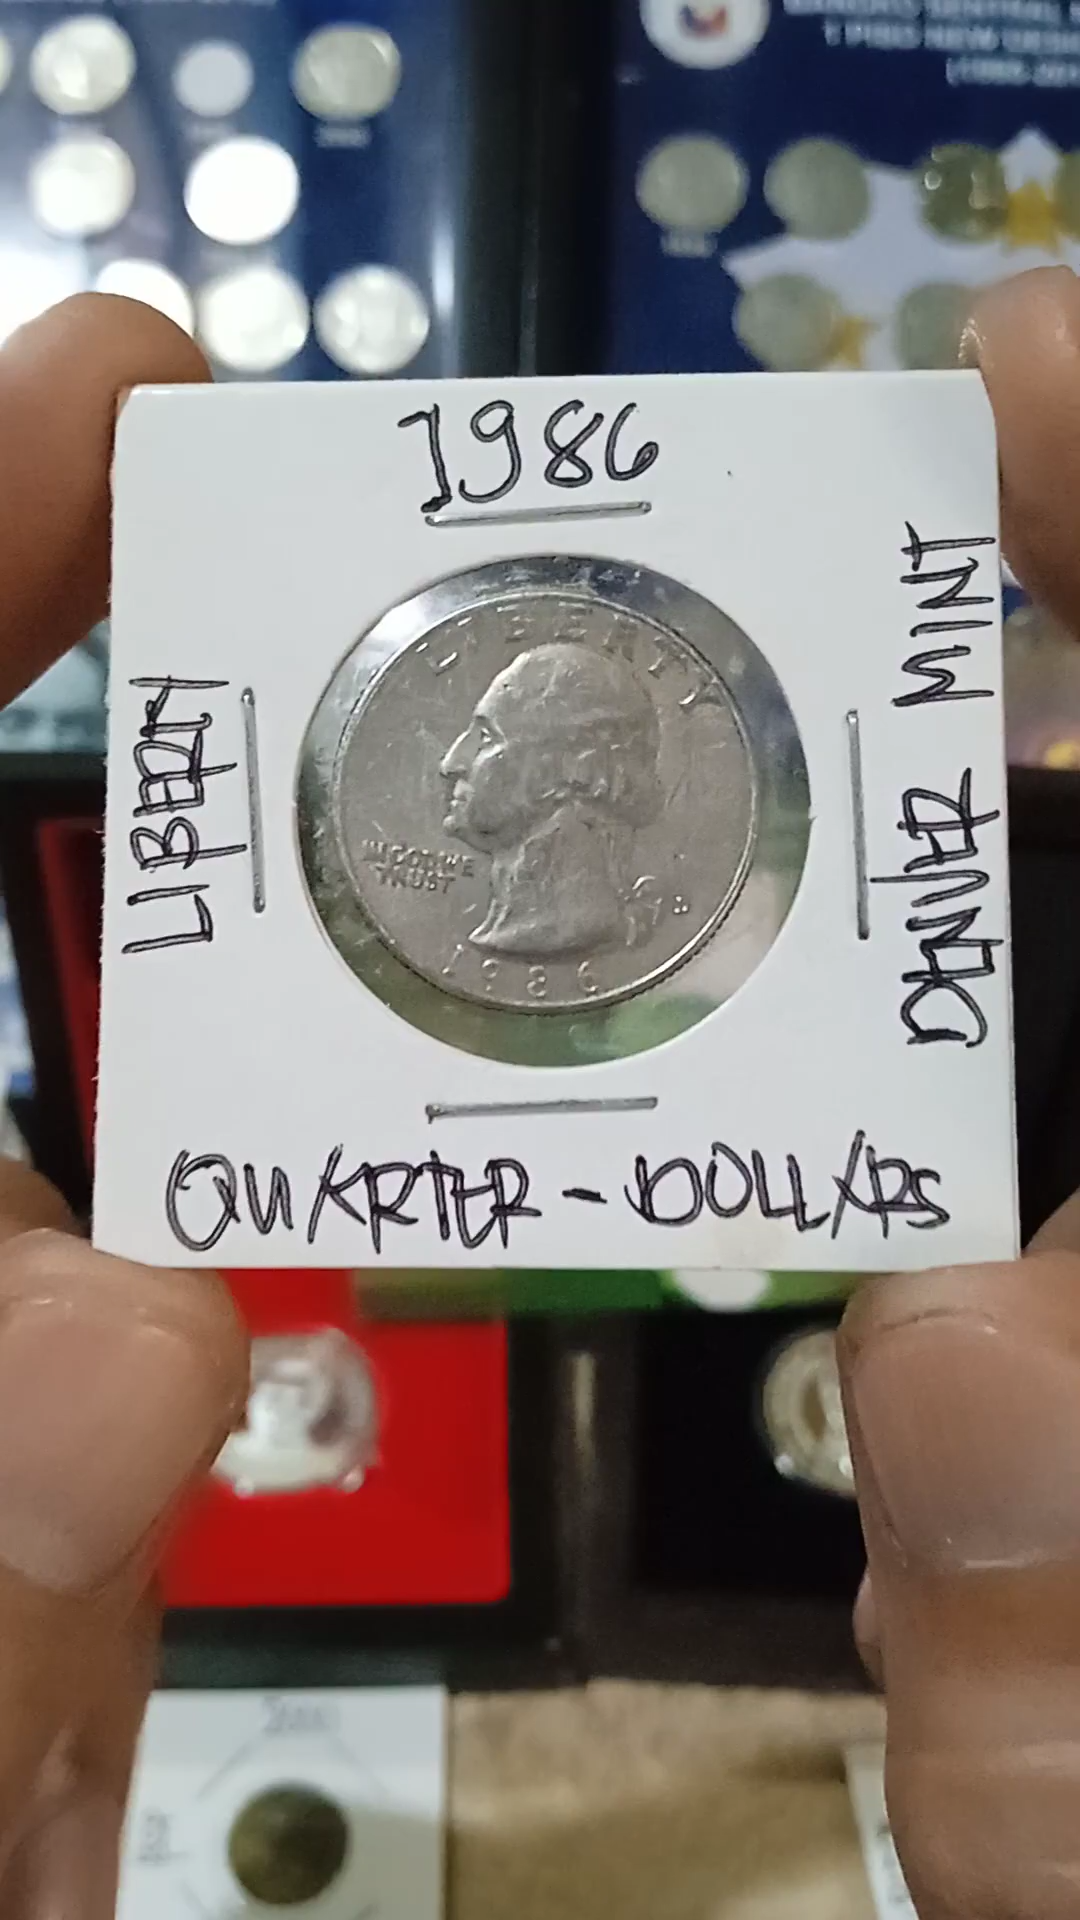 1986
LIBERTY
DENVER MINT
LIBERTY
IN GOD WE
TRUST
D
1986
QUARTER-DOLLARS